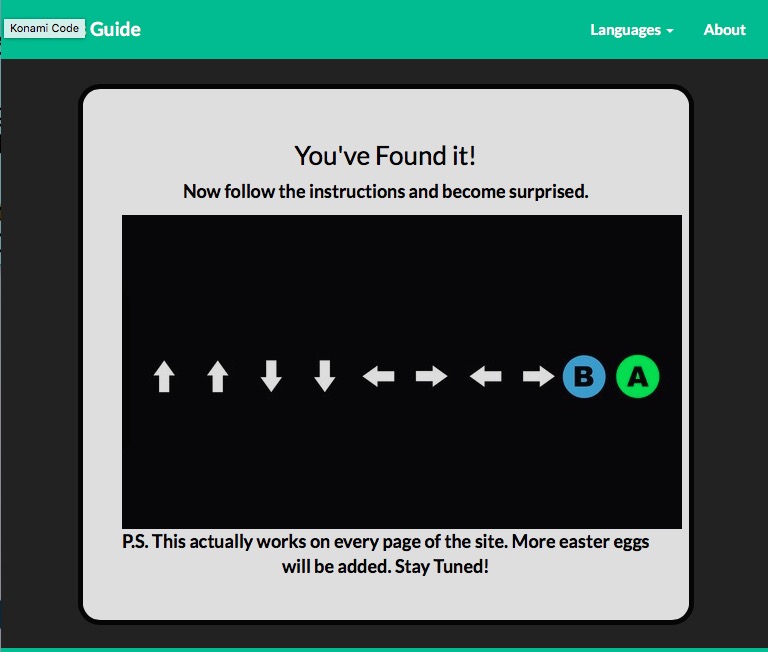 Konami Code
Guide
Languages
About
You've Found it!
Now follow the instructions and become surprised.
B A
P.S. This actually works on every page of the site. More easter eggs
will be added. Stay Tuned!